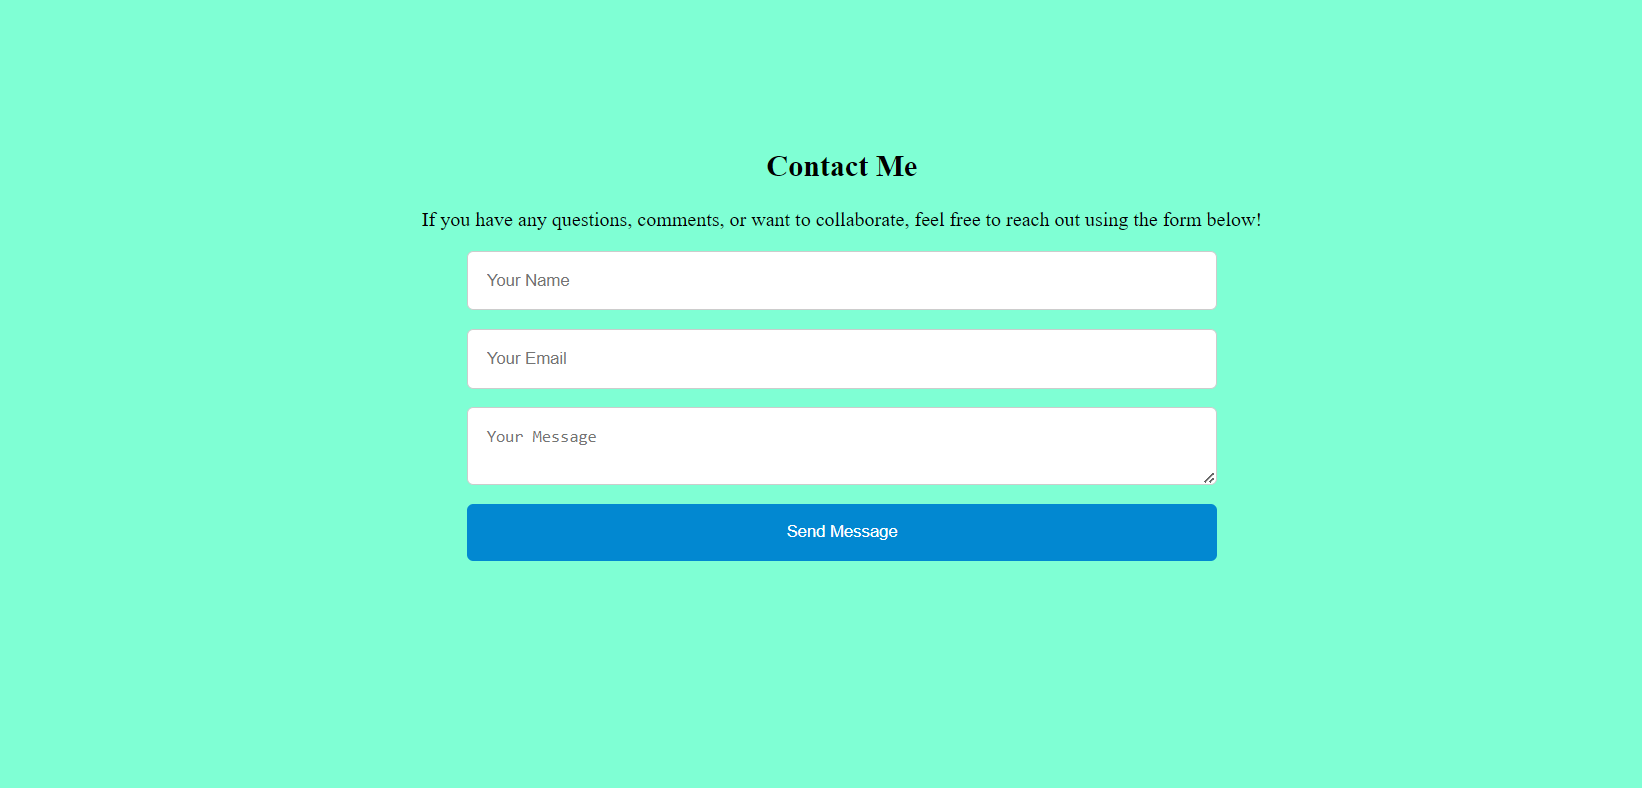 Contact Me
If you have any questions, comments, or want to collaborate, feel free to reach out using the form below!
Your Name
Your Email
Your Message
Send Message